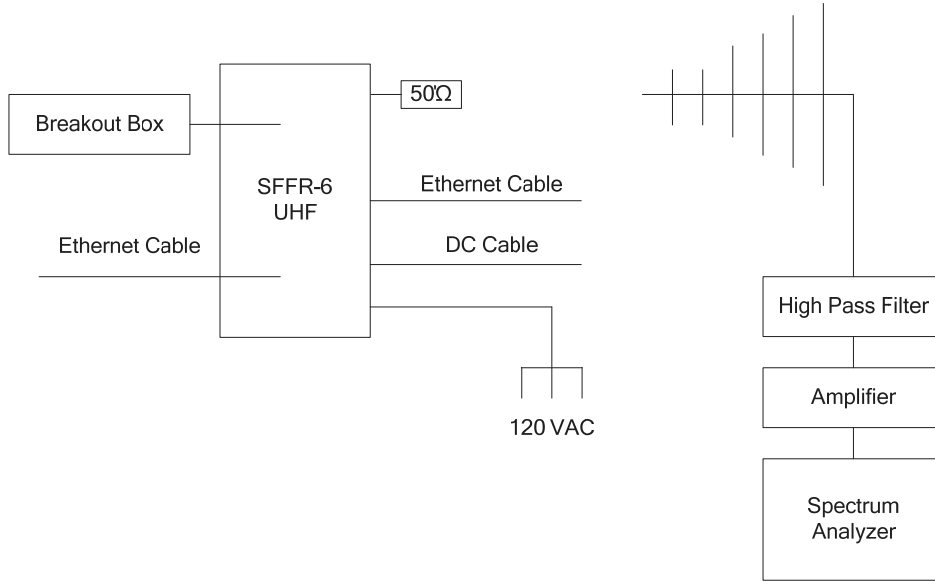 50Ω
Breakout Box
SFFR-6
UHF
Ethernet Cable
Ethernet Cable
DC Cable
High Pass Filter
Amplifier
120 VAC
Spectrum
Analyzer